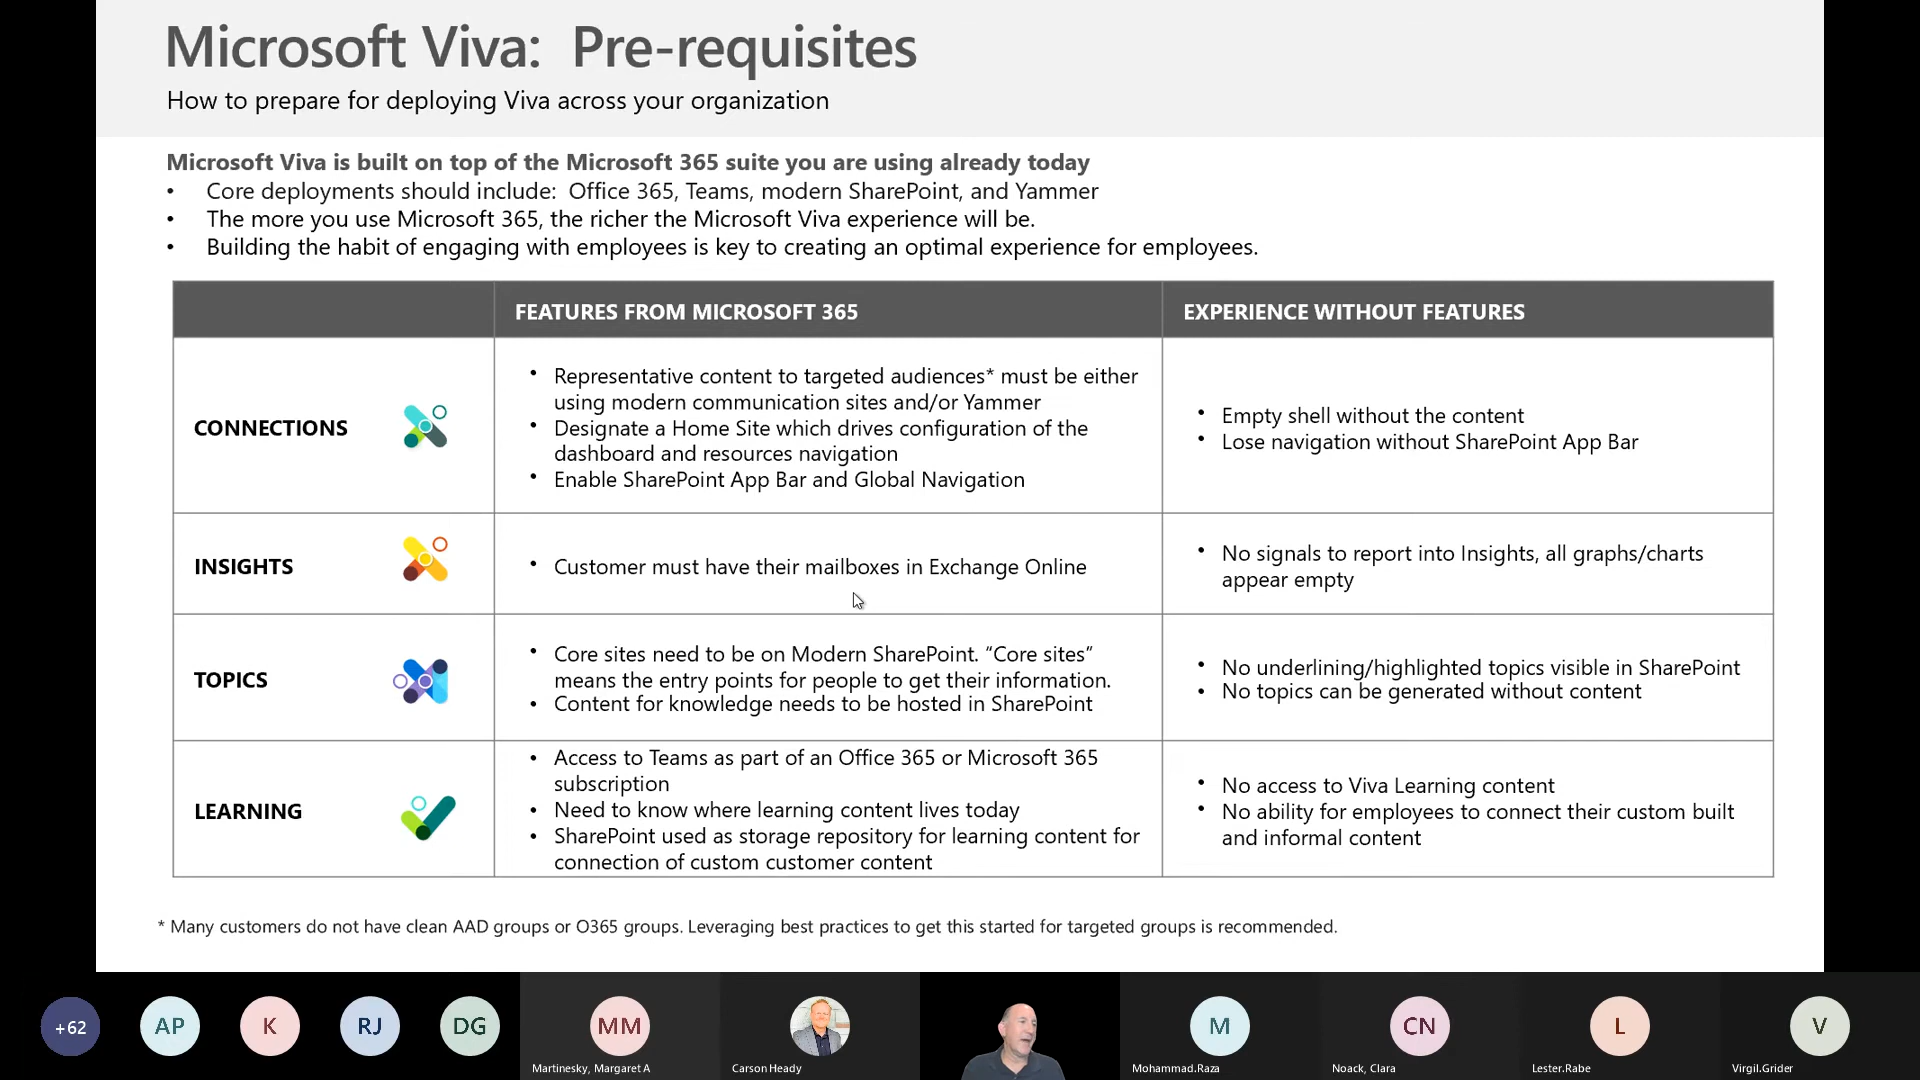 Microsoft Viva:  Pre-requisites
How to prepare for deploying Viva across your organization
Microsoft Viva is built on top of the Microsoft 365 suite you are using already today
• Core deployments should include:  Office 365, Teams, modern SharePoint, and Yammer
• The more you use Microsoft 365, the richer the Microsoft Viva experience will be.
• Building the habit of engaging with employees is key to creating an optimal experience for employees.
FEATURES FROM MICROSOFT 365
EXPERIENCE WITHOUT FEATURES
CONNECTIONS
• Representative content to targeted audiences* must be either
using modern communication sites and/or Yammer
• Designate a Home Site which drives configuration of the
dashboard and resources navigation
• Enable SharePoint App Bar and Global Navigation
• Empty shell without the content
• Lose navigation without SharePoint App Bar
INSIGHTS
• Customer must have their mailboxes in Exchange Online
• No signals to report into Insights, all graphs/charts
appear empty
TOPICS
• Core sites need to be on Modern SharePoint. “Core sites”
means the entry points for people to get their information.
• Content for knowledge needs to be hosted in SharePoint
• No underlining/highlighted topics visible in SharePoint
• No topics can be generated without content
LEARNING
• Access to Teams as part of an Office 365 or Microsoft 365
subscription
• Need to know where learning content lives today
• SharePoint used as storage repository for learning content for
connection of custom customer content
• No access to Viva Learning content
• No ability for employees to connect their custom built
and informal content
* Many customers do not have clean AAD groups or O365 groups. Leveraging best practices to get this started for targeted groups is recommended.
+62
AP
K
RJ
DG
MM
Martinesky, Margaret A
Carson Heady
M
Mohammad.Raza
CN
Noack, Clara
L
Lester.Rabe
V
Virgil.Grider